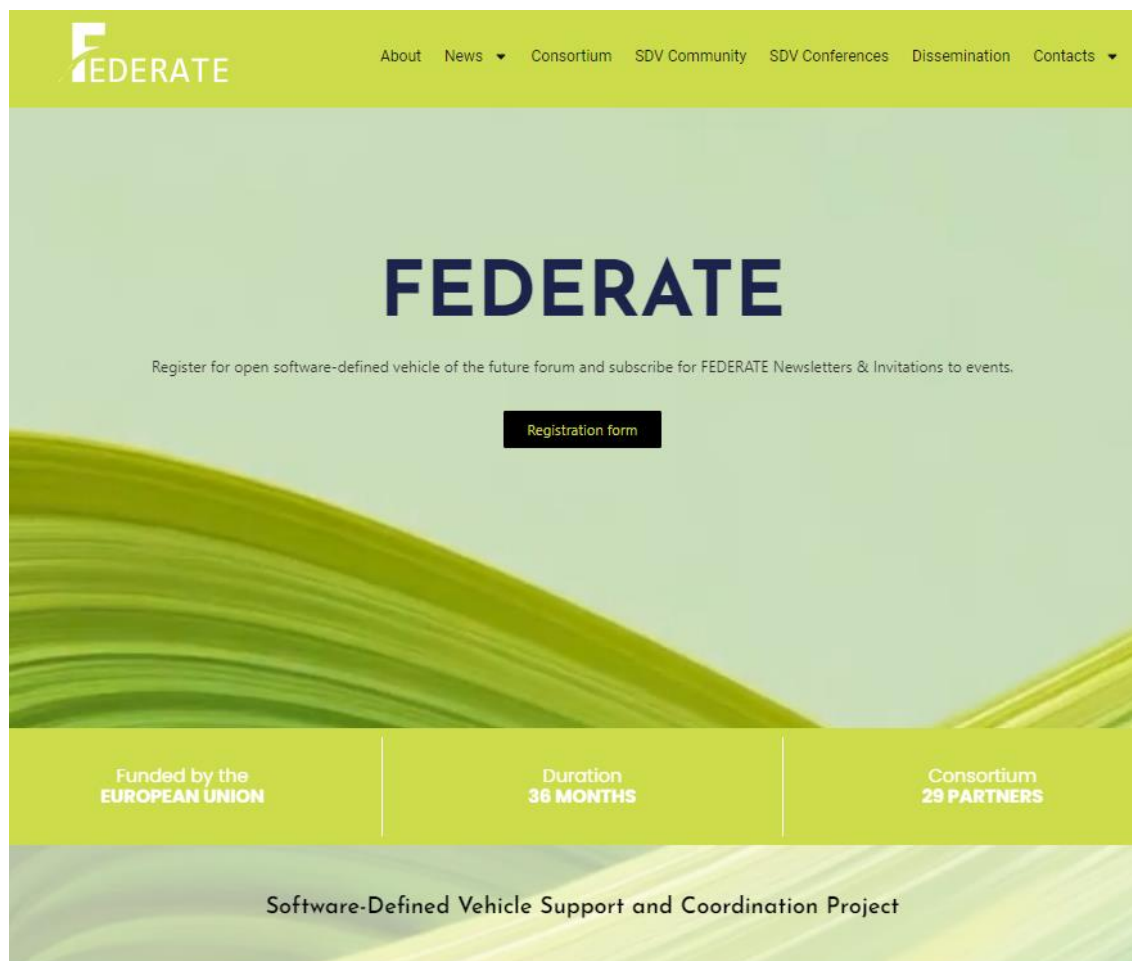 FEDERATE
About News Consortium SDV Community SDV Conferences Dissemination Contacts
FEDERATE
Register for open software-defined vehicle of the future forum and subscribe for FEDERATE Newsletters & Invitations to events.
Registration form
Funded by the
EUROPEAN UNION
Duration
36 MONTHS
Consortium
29 PARTNERS
Software-Defined Vehicle Support and Coordination Project